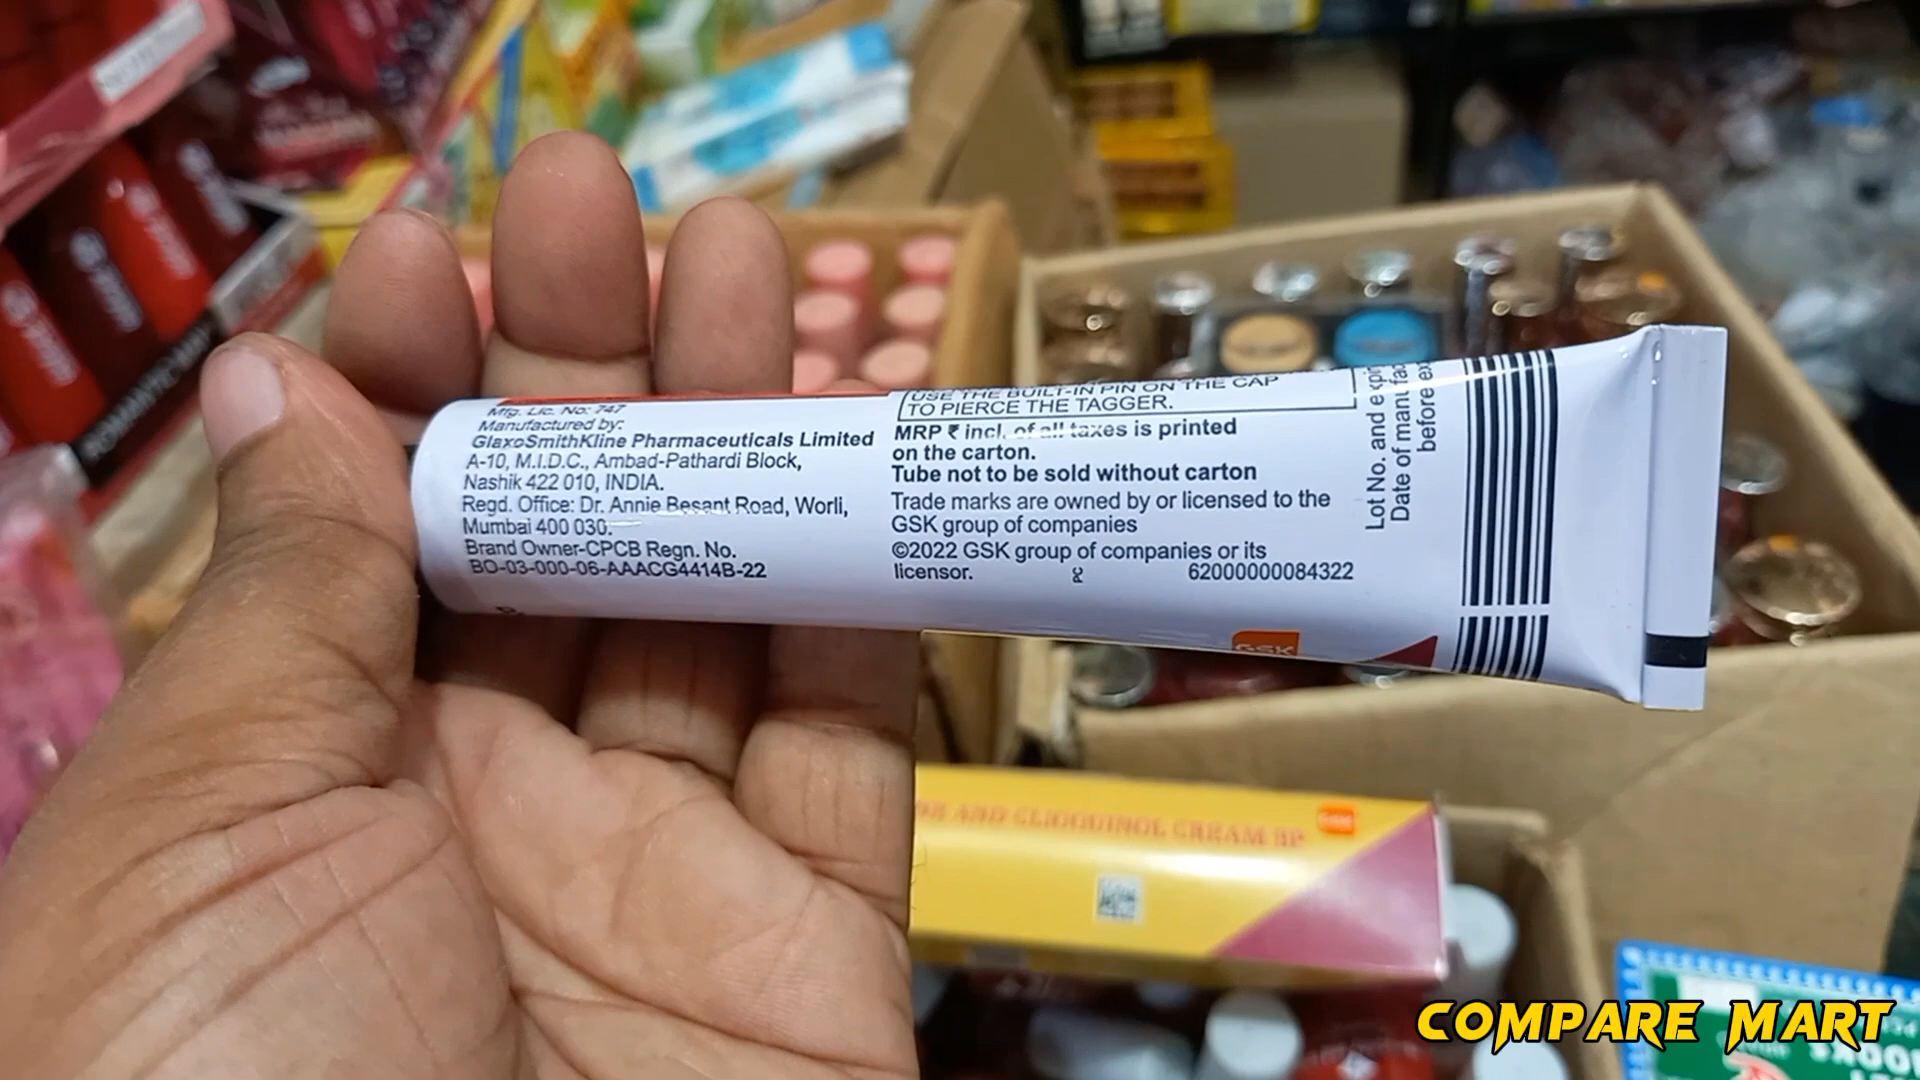 Mfg. Lic. No: 747
Manufactured by:
GlaxoSmithKline Pharmaceuticals Limited
A-10, M.I.D.C., Ambad-Pathardi Block,
Nashik 422 010, INDIA.
Regd. Office: Dr. Annie Besant Road, Worli,
Mumbai 400 030.
Brand Owner-CPCB Regn. No.
BO-03-000-06-AAACG4414B-22
USE THE BUILT-IN PIN ON THE CAP
TO PIERCE THE TAGGER.
MRP ₹ incl. of all taxes is printed
on the carton.
Tube not to be sold without carton
Trade marks are owned by or licensed to the
GSK group of companies
©2022 GSK group of companies or its
licensor.
62000000084322
Lot No. and
Date of
before
GSK
AND CLIOQUINOL CREAM BP
GSK
COMPARE MART